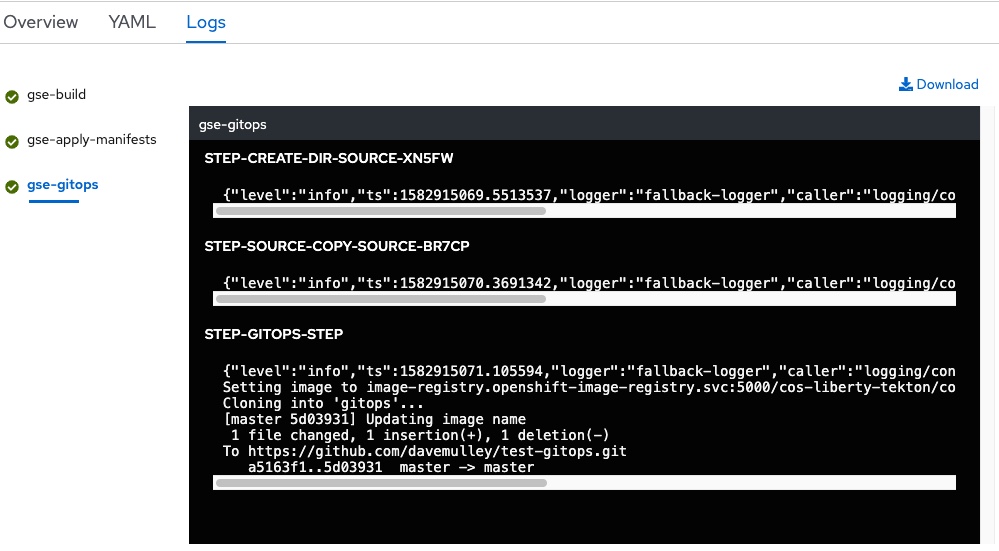 Overview YAML Logs
Download
gse-build
gse-apply-manifests
gse-gitops
gse-gitops
STEP-CREATE-DIR-SOURCE-XN5FW
{"level":"info","ts":1582915069.5513537,"logger":"fallback-logger","caller":"logging/co
STEP-SOURCE-COPY-SOURCE-BR7CP
{"level":"info","ts":1582915070.3691342,"logger":"fallback-logger","caller":"logging/co
STEP-GITOPS-STEP
{"level":"info","ts":1582915071.105594,"logger":"fallback-logger","caller":"logging/con
Setting image to image-registry.openshift-image-registry.svc:5000/cos-liberty-tekton/co
Cloning into 'gitops'...
[master 5d03931] Updating image name
1 file changed, 1 insertion(+), 1 deletion(-)
To https://github.com/davemulley/test-gitops.git
a5163f1..5d03931 master -> master